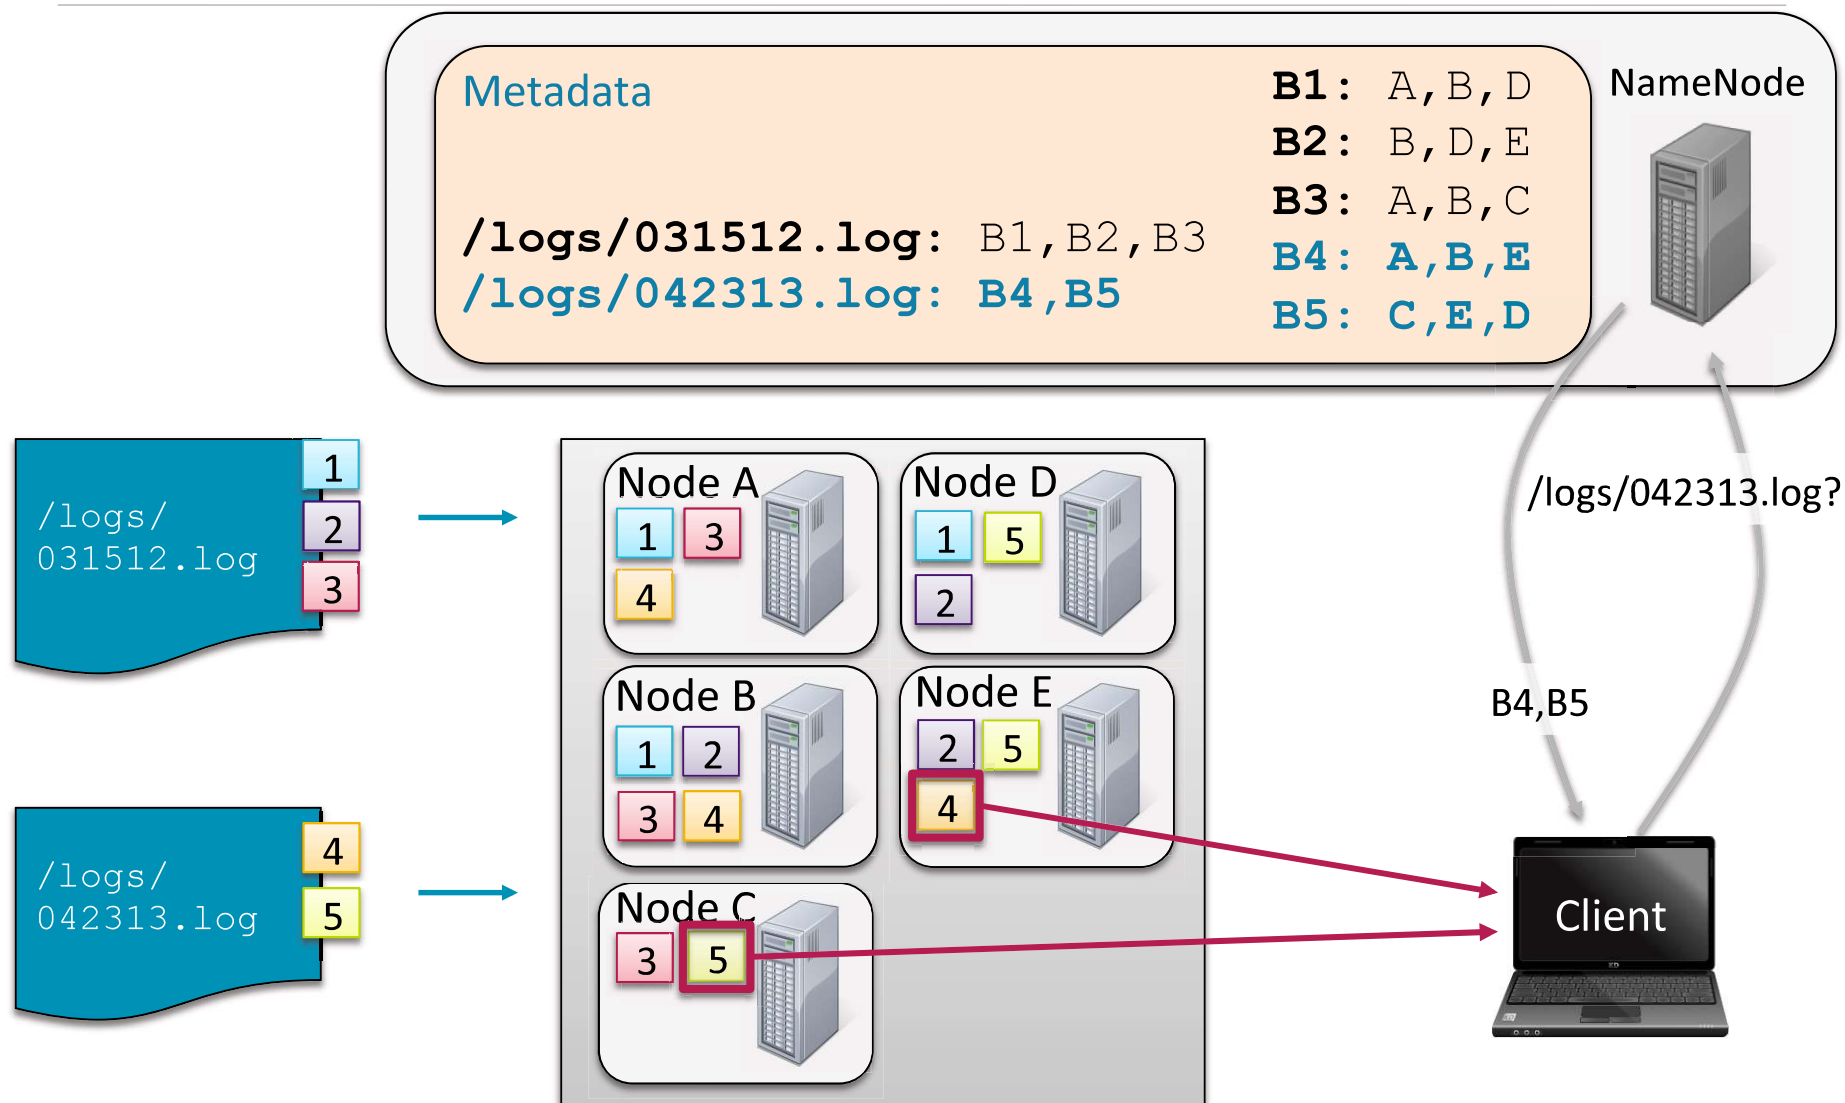 Metadata
/logs/031512.log: B1,B2,B3
/logs/042313.log: B4,B5
B1: A,B,D
B2: B,D,E
B3: A,B,C
B4: A,B,E
B5: C,E,D
NameNode
/logs/
031512.log
1
2
3
/logs/
042313.log
4
5
Node A
1 3
4
Node D
1 5
2
Node B
1 2
3 4
Node E
2 5
4
Node C
3 5
/logs/042313.log?
B4,B5
Client